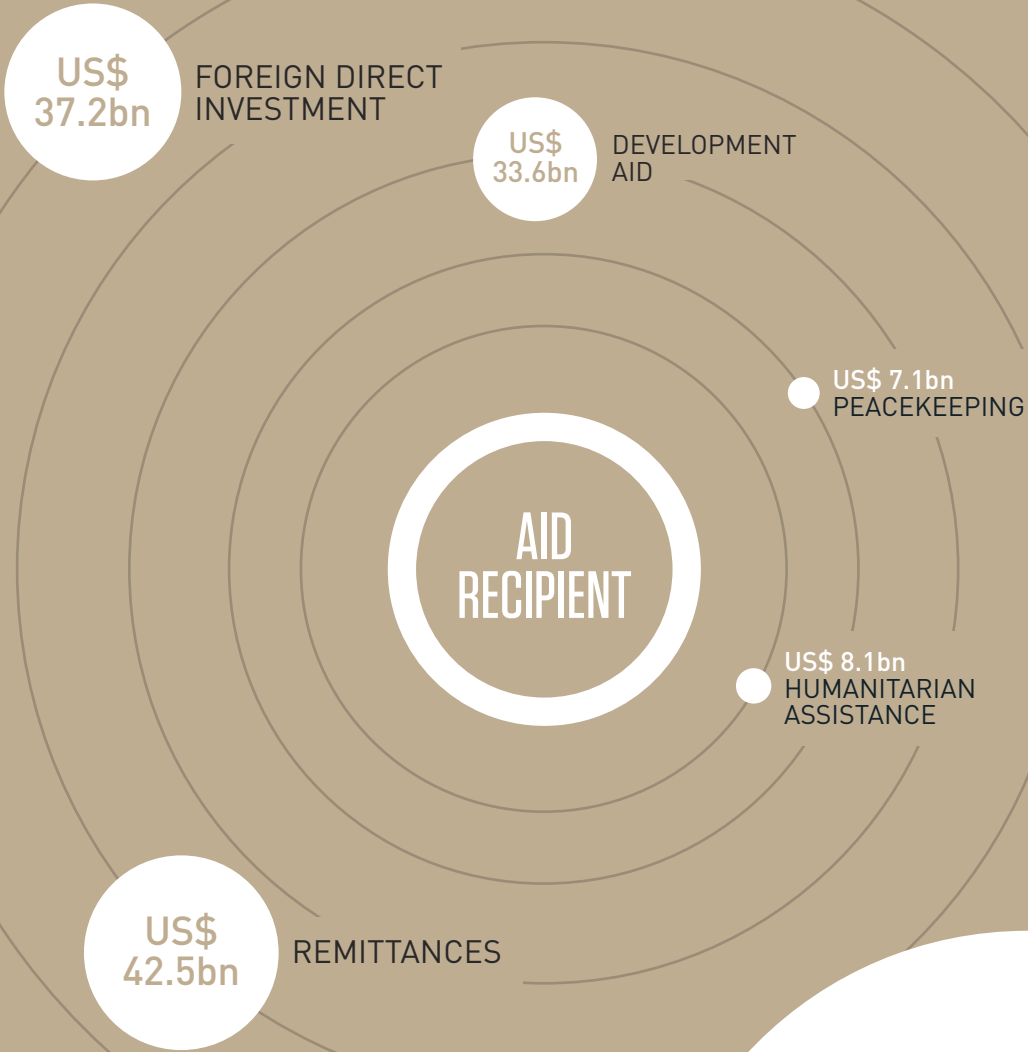 US$
37.2bn
FOREIGN DIRECT
INVESTMENT
US$
33.6bn
DEVELOPMENT
AID
US$ 7.1bn
PEACEKEEPING
AID
RECIPIENT
US$ 8.1bn
HUMANITARIAN
ASSISTANCE
US$
42.5bn
REMITTANCES